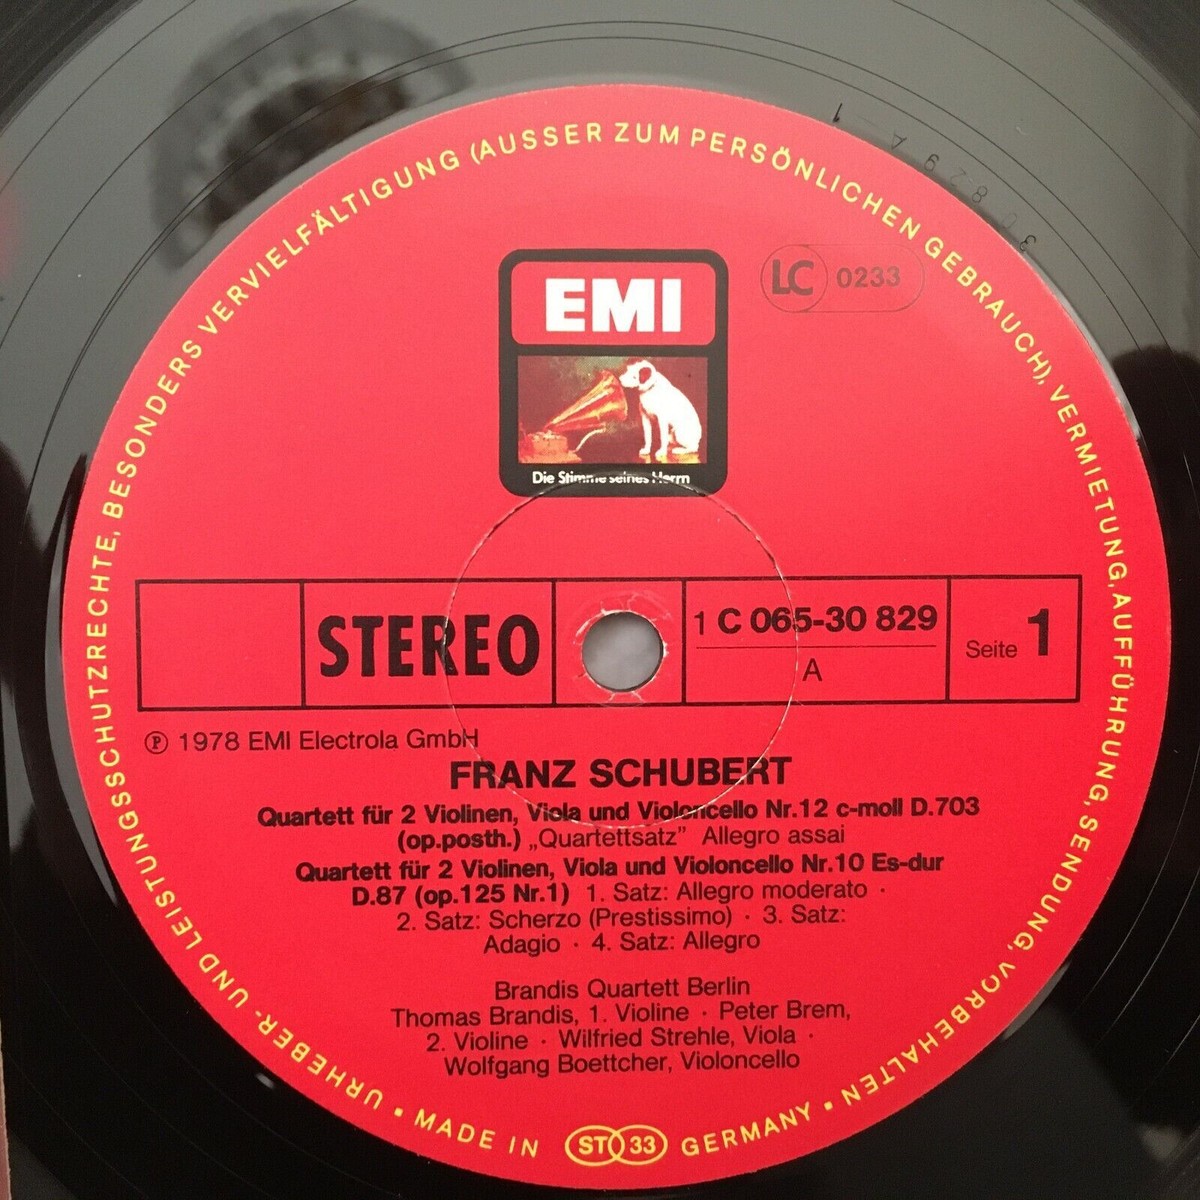 EMI
LC 0233
Die Stimme seines Herrn
STEREO
1 C 065-30 829
A
Seite 1
Ⓟ 1978 EMI Electrola GmbH
FRANZ SCHUBERT
Quartett für 2 Violinen, Viola und Violoncello Nr.12 c-moll D.703
(op.posth.) „Quartettsatz” Allegro assai
Quartett für 2 Violinen, Viola und Violoncello Nr.10 Es-dur
D.87 (op.125 Nr.1) 1. Satz: Allegro moderato ·
2. Satz: Scherzo (Prestissimo) · 3. Satz:
Adagio · 4. Satz: Allegro
Brandis Quartett Berlin
Thomas Brandis, 1. Violine · Peter Brem,
2. Violine · Wilfried Strehle, Viola ·
Wolfgang Boettcher, Violoncello
URHEBER- UND LEISTUNGSSCHUTZRECHTE, BESONDERS VERVIELFÄLTIGUNG (AUSSER ZUM PERSÖNLICHEN GEBRAUCH), VERMIETUNG, AUFFÜHRUNG, SENDUNG, VORBEHALTEN ▪
MADE IN ST 33 GERMANY ▪
30829 A-1